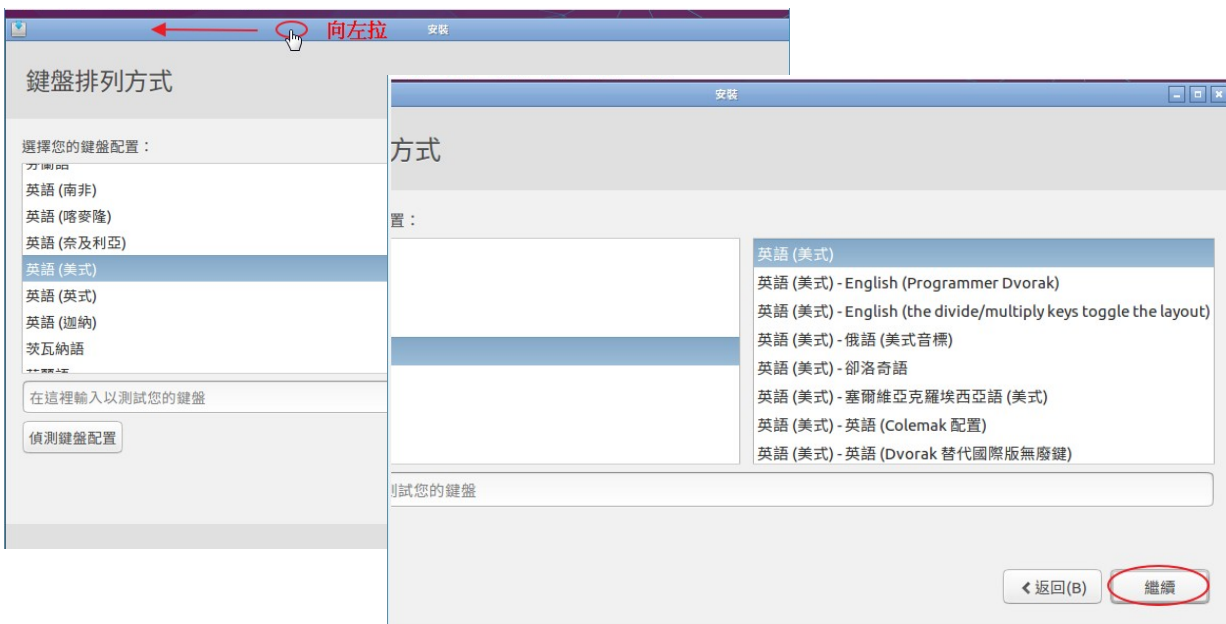 向左拉
安裝
鍵盤排列方式
選擇您的鍵盤配置：
英語 (南非)
英語 (喀麥隆)
英語 (奈及利亞)
英語 (美式)
英語 (英式)
英語 (迦納)
茨瓦納語
在這裡輸入以測試您的鍵盤
偵測鍵盤配置
安裝
方式
置：
英語 (美式)
英語 (美式) - English (Programmer Dvorak)
英語 (美式) - English (the divide/multiply keys toggle the layout)
英語 (美式) - 俄語 (美式音標)
英語 (美式) - 卻洛奇語
英語 (美式) - 塞爾維亞克羅埃西亞語 (美式)
英語 (美式) - 英語 (Colemak 配置)
英語 (美式) - 英語 (Dvorak 替代國際版無廢鍵)
試您的鍵盤
返回(B)
繼續